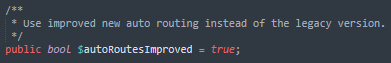 /**
* Use improved new auto routing instead of the legacy version.
*/
public bool $autoRoutesImproved = true;